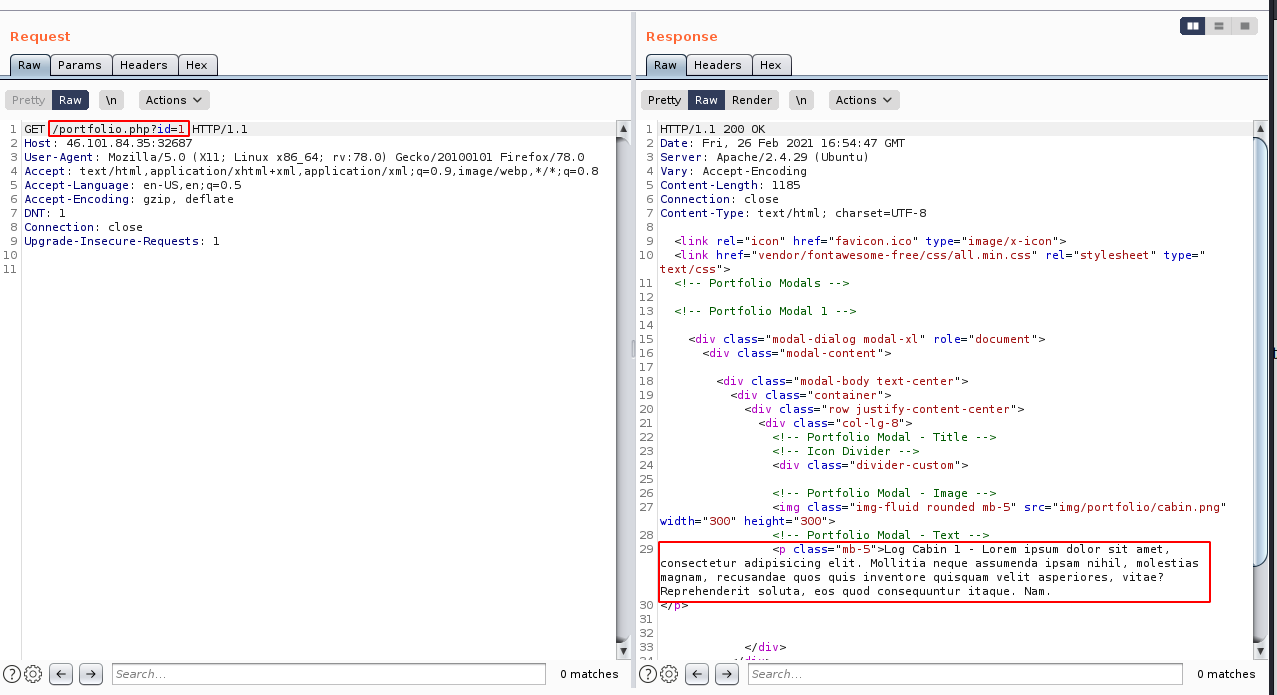 Request
Raw Params Headers Hex
Pretty Raw \n Actions
1 GET /portfolio.php?id=1 HTTP/1.1
2 Host: 46.101.84.35:32687
3 User-Agent: Mozilla/5.0 (X11; Linux x86_64; rv:78.0) Gecko/20100101 Firefox/78.0
4 Accept: text/html,application/xhtml+xml,application/xml;q=0.9,image/webp,*/*;q=0.8
5 Accept-Language: en-US,en;q=0.5
6 Accept-Encoding: gzip, deflate
7 DNT: 1
8 Connection: close
9 Upgrade-Insecure-Requests: 1
10
11
Search...
0 matches
Response
Raw Headers Hex
Pretty Raw Render \n Actions
1 HTTP/1.1 200 OK
2 Date: Fri, 26 Feb 2021 16:54:47 GMT
3 Server: Apache/2.4.29 (Ubuntu)
4 Vary: Accept-Encoding
5 Content-Length: 1185
6 Connection: close
7 Content-Type: text/html; charset=UTF-8
8
9 <link rel="icon" href="favicon.ico" type="image/x-icon">
10 <link href="vendor/fontawesome-free/css/all.min.css" rel="stylesheet" type="
text/css">
11 <!-- Portfolio Modals -->
12
13 <!-- Portfolio Modal 1 -->
14
15 <div class="modal-dialog modal-xl" role="document">
16 <div class="modal-content">
17
18 <div class="modal-body text-center">
19 <div class="container">
20 <div class="row justify-content-center">
21 <div class="col-lg-8">
22 <!-- Portfolio Modal - Title -->
23 <!-- Icon Divider -->
24 <div class="divider-custom">
25
26 <!-- Portfolio Modal - Image -->
27 <img class="img-fluid rounded mb-5" src="img/portfolio/cabin.png"
width="300" height="300">
28 <!-- Portfolio Modal - Text -->
29 <p class="mb-5">Log Cabin 1 - Lorem ipsum dolor sit amet,
consectetur adipisicing elit. Mollitia neque assumenda ipsam nihil, molestias
magnam, recusandae quos quis inventore quisquam velit asperiores, vitae?
Reprehenderit soluta, eos quod consequuntur itaque. Nam.
30 </p>
31
32
33 </div>
Search...
0 matches